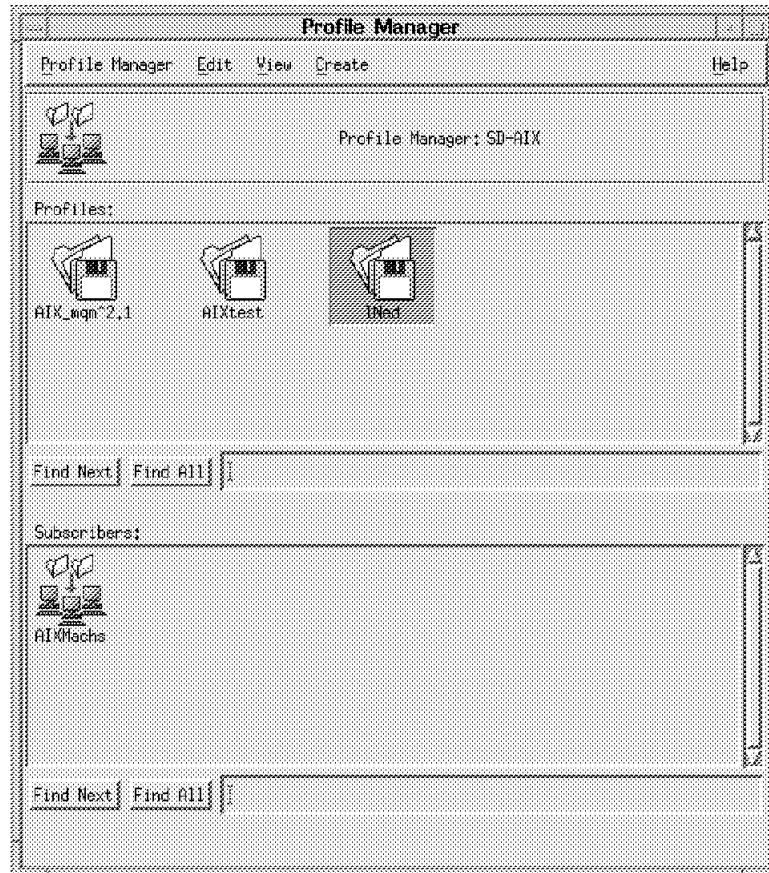 Profile Manager
Profile Manager Edit View Create Help
Profile Manager: SD-AIX
Profiles:
AIX_mqm^2.1 AIXtest INed
Find Next Find All
Subscribers:
AIXMachs
Find Next Find All